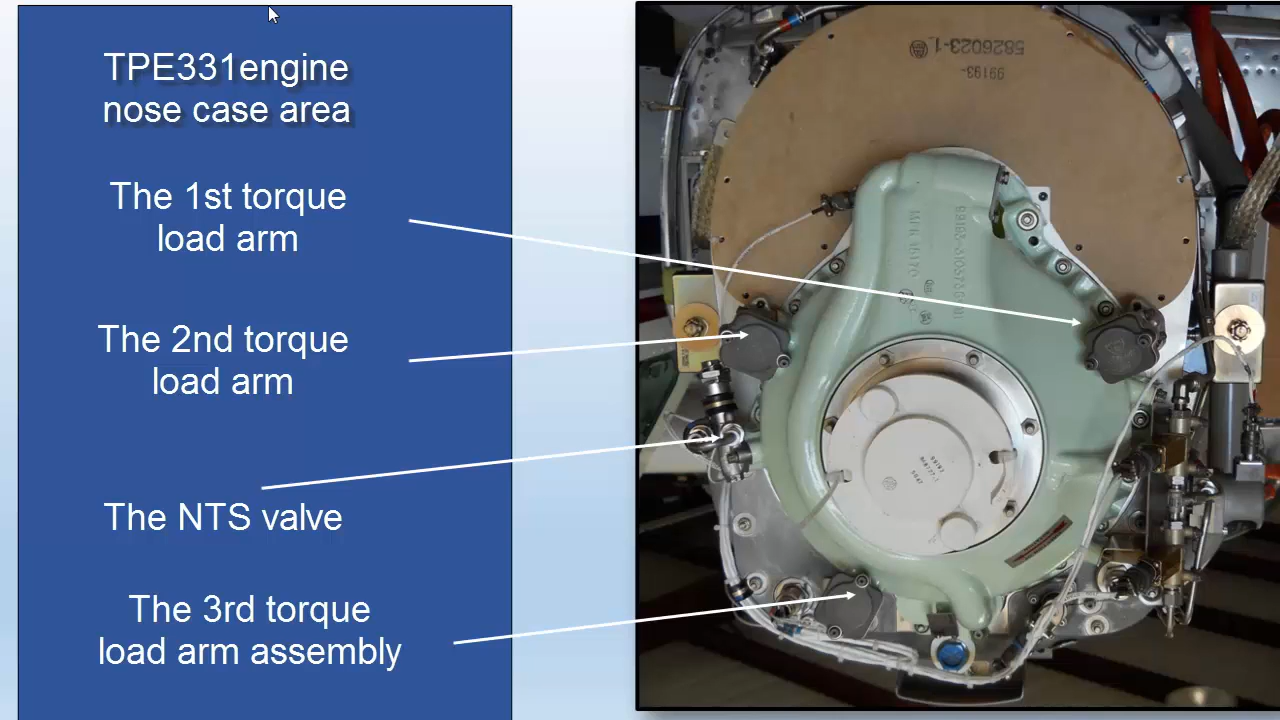 TPE331engine
nose case area
The 1st torque
load arm
The 2nd torque
load arm
The NTS valve
The 3rd torque
load arm assembly
5826023-1
99193-